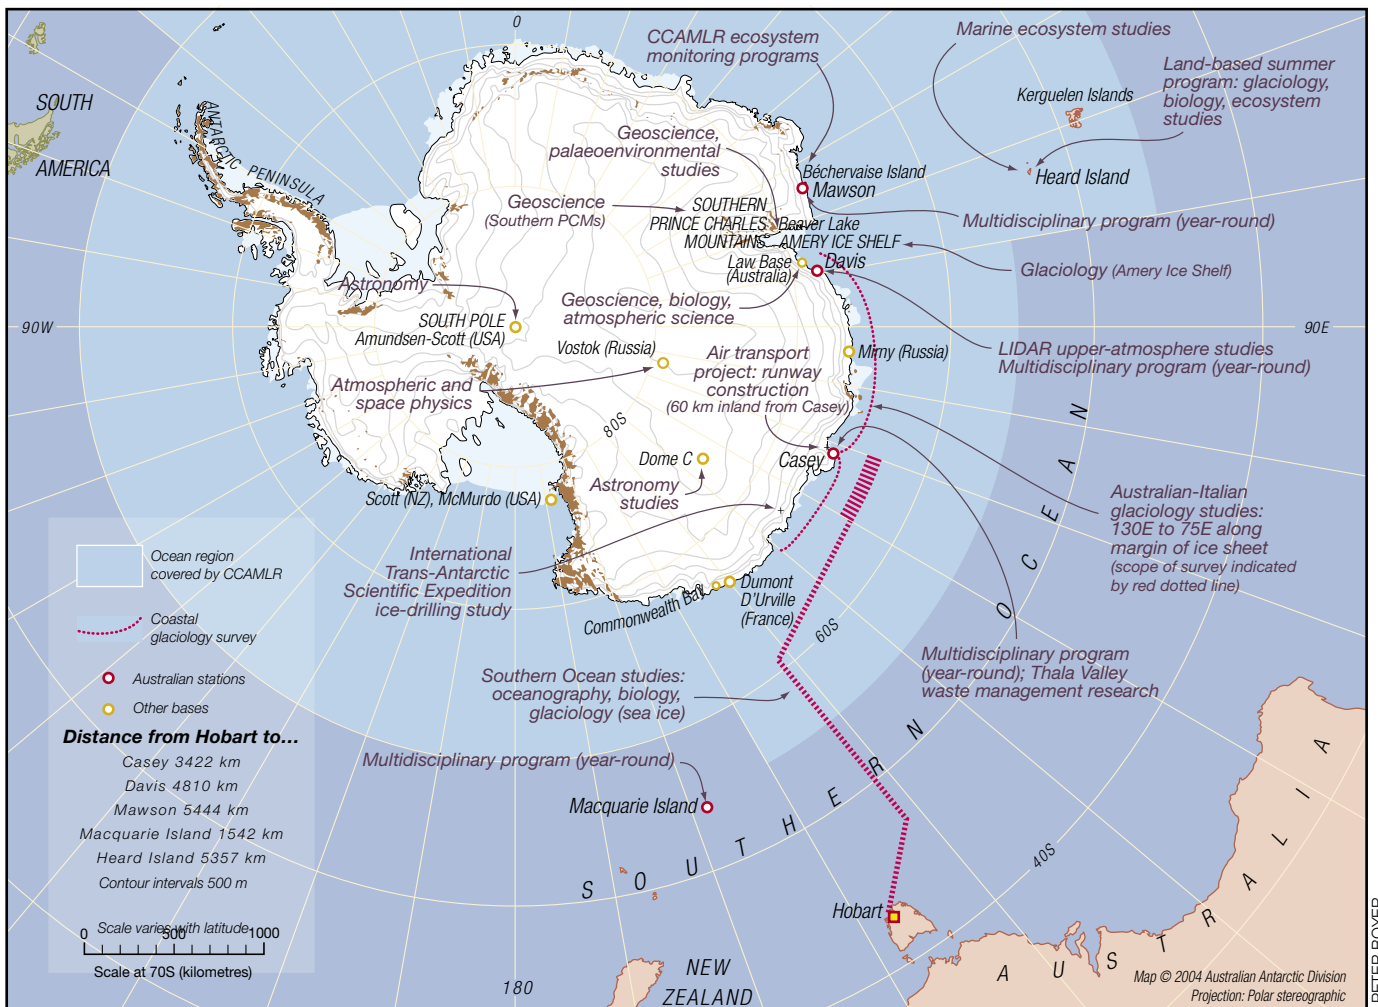 0
SOUTH
AMERICA
ANTARCTIC PENINSULA
CCAMLR ecosystem
monitoring programs
Marine ecosystem studies
Land-based summer
program: glaciology,
biology, ecosystem
studies
Kerguelen Islands
Heard Island
Geoscience,
palaeoenvironmental
studies
Béchervaise Island
Mawson
Geoscience
(Southern PCMs)
SOUTHERN
PRINCE CHARLES
MOUNTAINS
Beaver Lake
AMERY ICE SHELF
Multidisciplinary program (year-round)
Law Base
(Australia)
Davis
Glaciology (Amery Ice Shelf)
Astronomy
Geoscience, biology,
atmospheric science
90W
SOUTH POLE
Amundsen-Scott (USA)
90E
Vostok (Russia)
Air transport
project: runway
construction
(60 km inland from Casey)
Mirny (Russia)
LIDAR upper-atmosphere studies
Multidisciplinary program (year-round)
Atmospheric and
space physics
80S
Dome C
Casey
Astronomy
studies
Scott (NZ), McMurdo (USA)
Australian-Italian
glaciology studies:
130E to 75E along
margin of ice sheet
(scope of survey indicated
by red dotted line)
International
Trans-Antarctic
Scientific Expedition
ice-drilling study
Commonwealth Bay
Dumont
D'Urville
(France)
60S
Multidisciplinary program
(year-round); Thala Valley
waste management research
Southern Ocean studies:
oceanography, biology,
glaciology (sea ice)
Multidisciplinary program (year-round)
Macquarie Island
SOUTHERN OCEAN
40S
Hobart
AUSTRALIA
NEW
ZEALAND
180
Ocean region
covered by CCAMLR
Coastal
glaciology survey
Australian stations
Other bases
Distance from Hobart to...
Casey 3422 km
Davis 4810 km
Mawson 5444 km
Macquarie Island 1542 km
Heard Island 5357 km
Contour intervals 500 m
Scale varies with latitude
0 500 1000
Scale at 70S (kilometres)
Map © 2004 Australian Antarctic Division
Projection: Polar stereographic
PETER BOYER